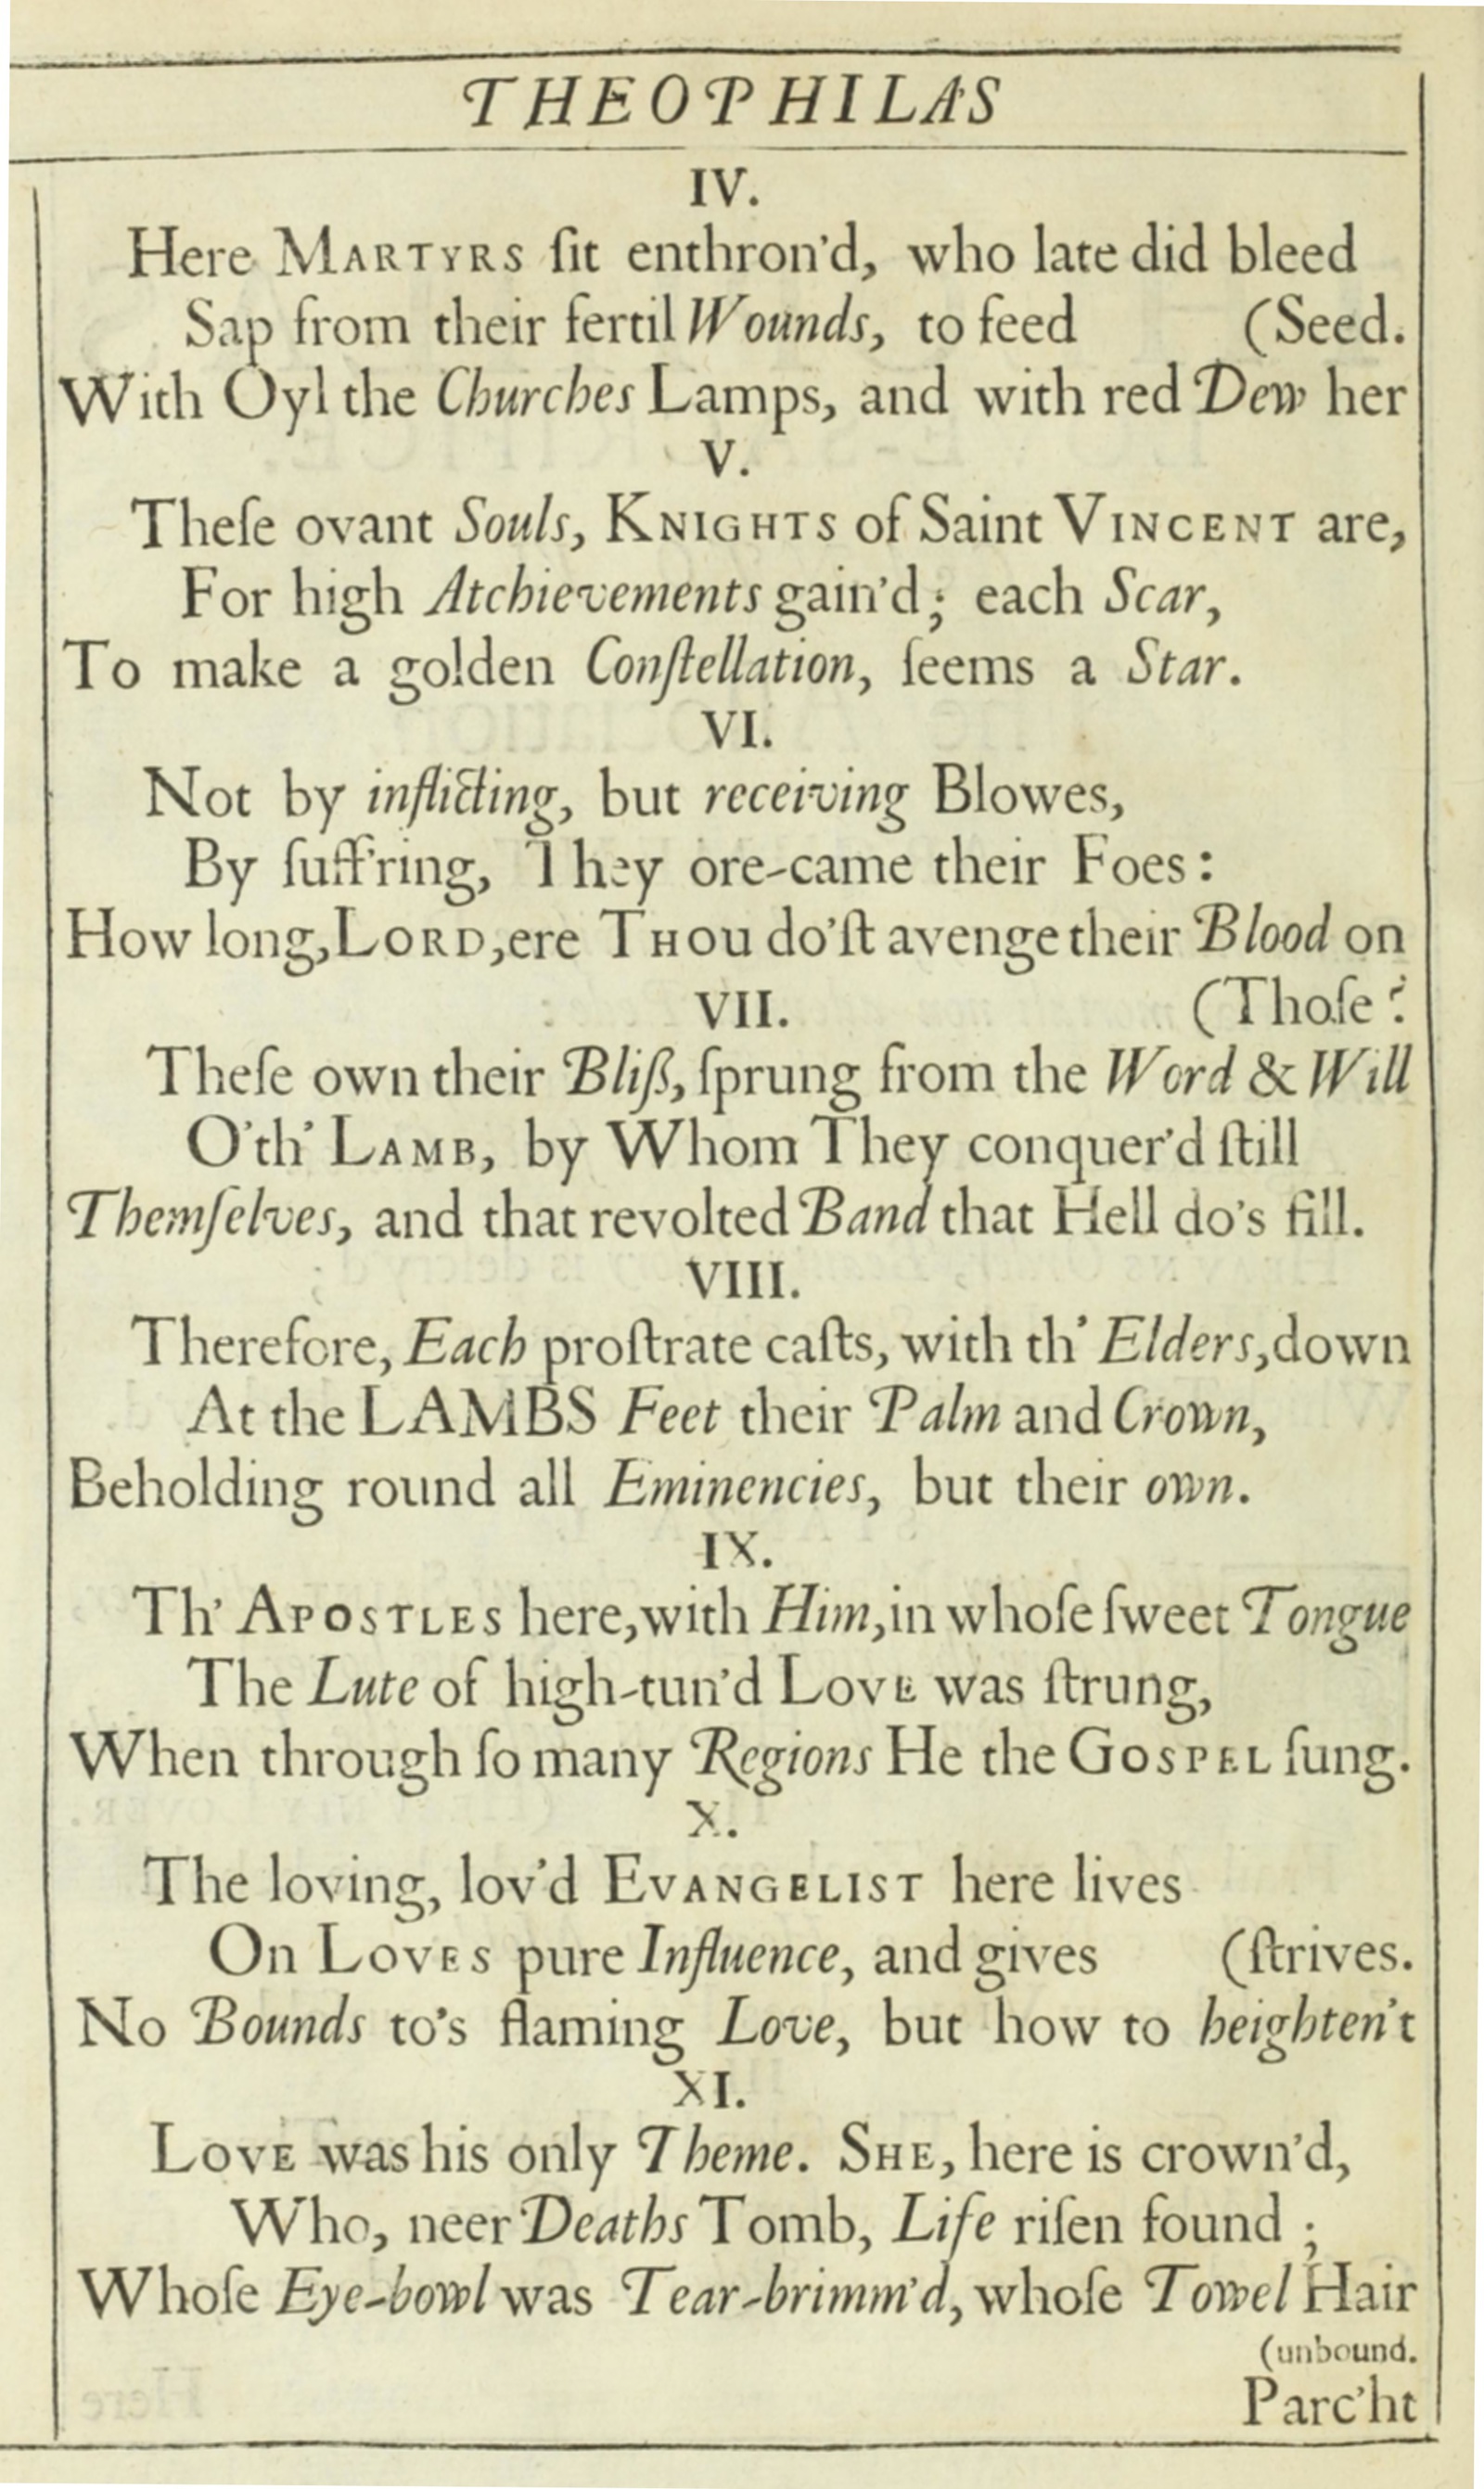 THEOPHILAS
IV.
Here MARTYRS ſit enthron'd, who late did bleed
Sap from their fertil Wounds, to feed (Seed.
With Oyl the Churches Lamps, and with red Dew her
V.
Theſe ovant Souls, KNIGHTS of Saint VINCENT are,
For high Atchievements gain'd; each Scar,
To make a golden Conſtellation, ſeems a Star.
VI.
Not by inflicting, but receiving Blowes,
By ſuff'ring, They ore-came their Foes:
How long, LORD, ere THOU do'ſt avenge their Blood on
VII. (Thoſe?
Theſe own their Bliß, ſprung from the Word & Will
O'th' LAMB, by Whom They conquer'd ſtill
Themſelves, and that revolted Band that Hell do's fill.
VIII.
Therefore, Each proſtrate caſts, with th' Elders, down
At the LAMBS Feet their Palm and Crown,
Beholding round all Eminencies, but their own.
IX.
Th' APOSTLES here, with Him, in whoſe ſweet Tongue
The Lute of high-tun'd LOVE was ſtrung,
When through ſo many Regions He the GOSPEL ſung.
X.
The loving, lov'd EVANGELIST here lives
On LOVES pure Influence, and gives (ſtrives.
No Bounds to's flaming Love, but how to heighten't
XI.
LOVE was his only Theme. SHE, here is crown'd,
Who, neer Deaths Tomb, Life riſen found;
Whoſe Eye-bowl was Tear-brimm'd, whoſe Towel Hair
(unbound.
Parc'ht